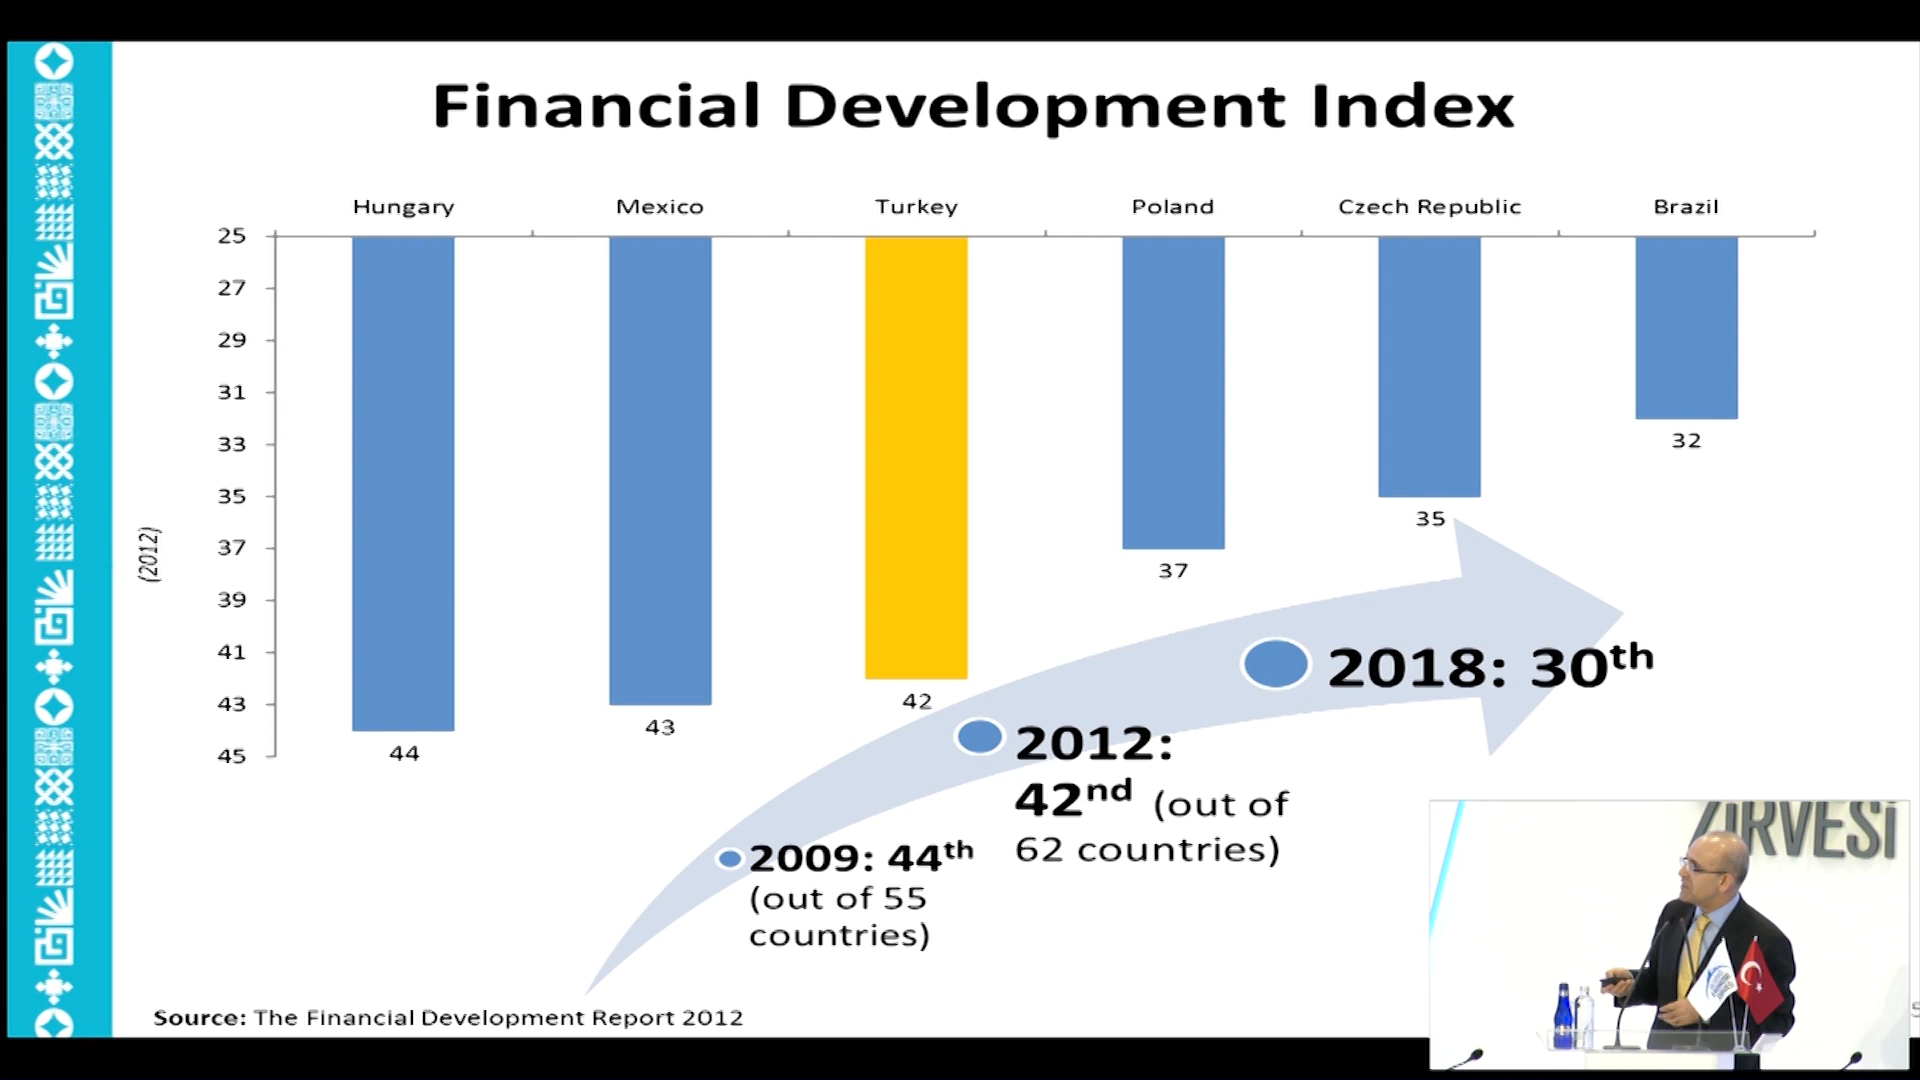 Financial Development Index
Hungary Mexico Turkey Poland Czech Republic Brazil
25
27
29
31
33
35
37
39
41
43
45
(2012)
44
43
42
37
35
32
2018: 30th
2012:
42nd (out of
62 countries)
2009: 44th
(out of 55
countries)
Source: The Financial Development Report 2012
ZİRVESİ